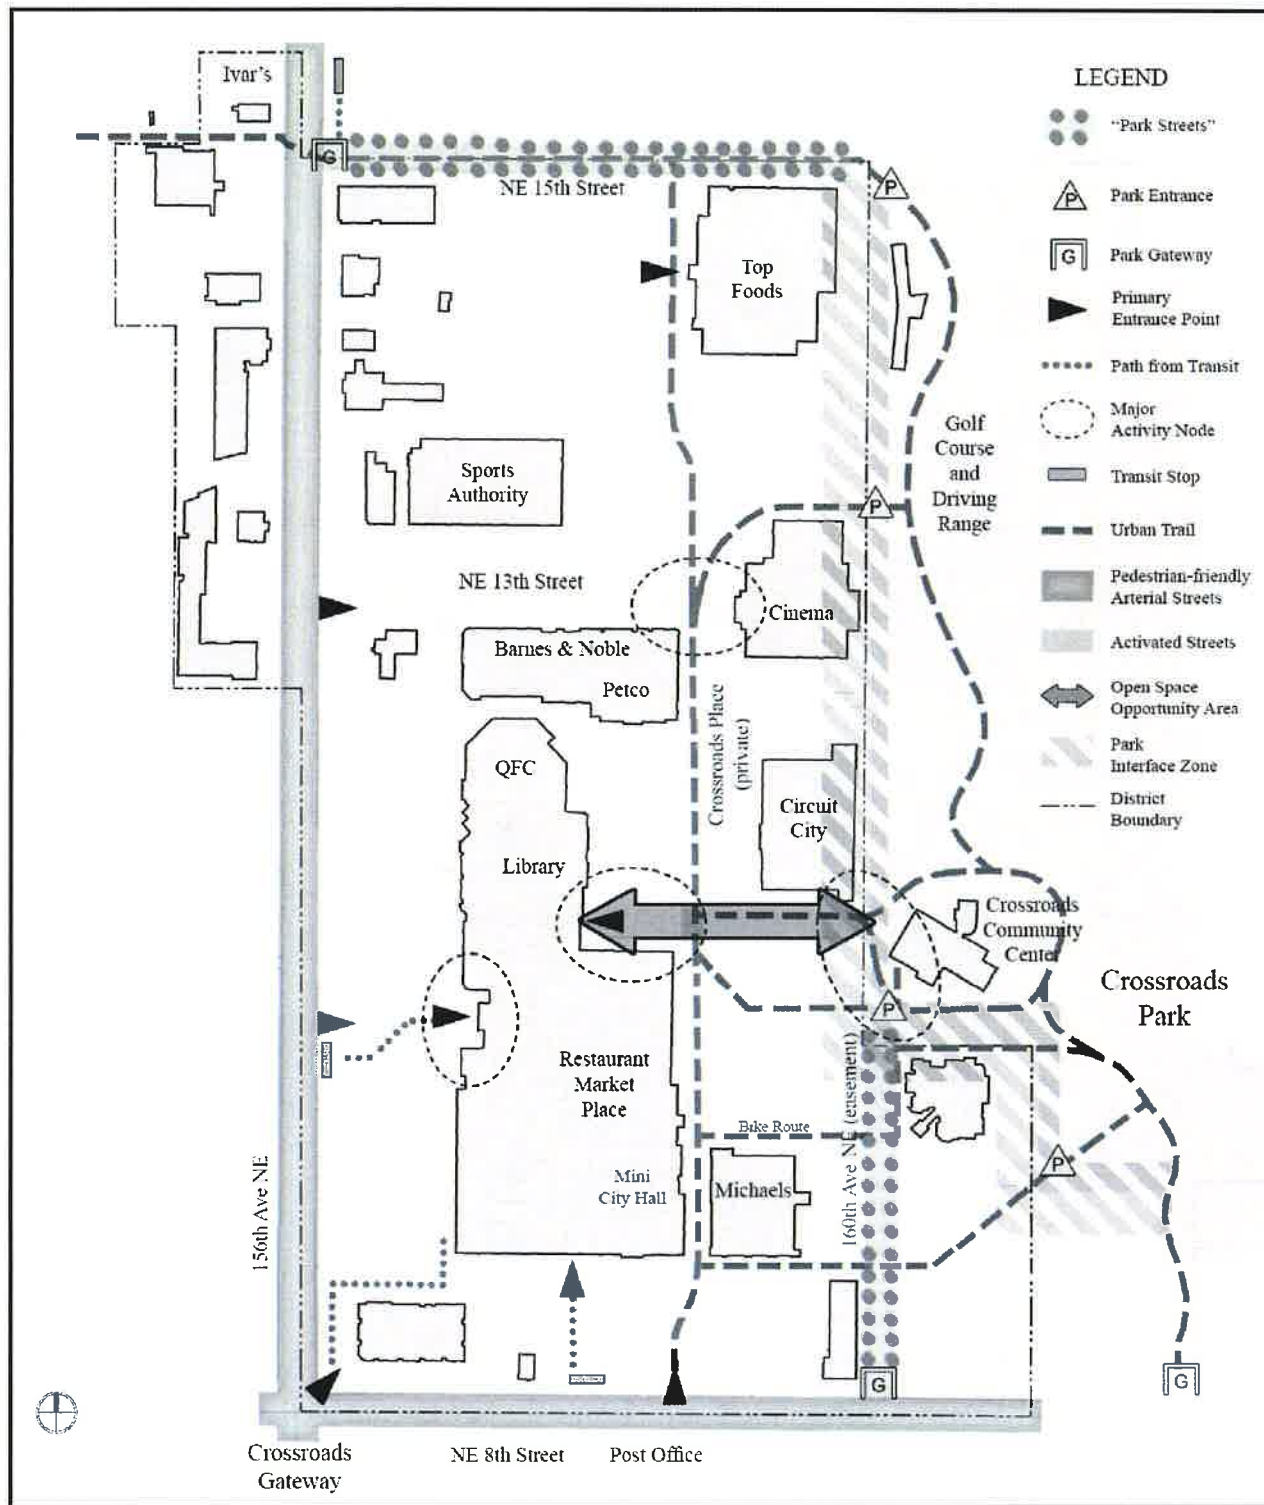 Ivar's
G
NE 15th Street
P
Top
Foods
Sports
Authority
Golf
Course
and
Driving
Range
P
NE 13th Street
Cinema
Barnes & Noble
Petco
Crossroads Place
(private)
QFC
Circuit
City
Library
Crossroads
Community
Center
P
Crossroads
Park
Restaurant
Market
Place
160th Ave NE (easement)
Bike Route
Mini
City Hall
Michaels
P
156th Ave NE
G
G
Crossroads
Gateway
NE 8th Street
Post Office
LEGEND
"Park Streets"
P
Park Entrance
G
Park Gateway
Primary
Entrance Point
Path from Transit
Major
Activity Node
Transit Stop
Urban Trail
Pedestrian-friendly
Arterial Streets
Activated Streets
Open Space
Opportunity Area
Park
Interface Zone
District
Boundary